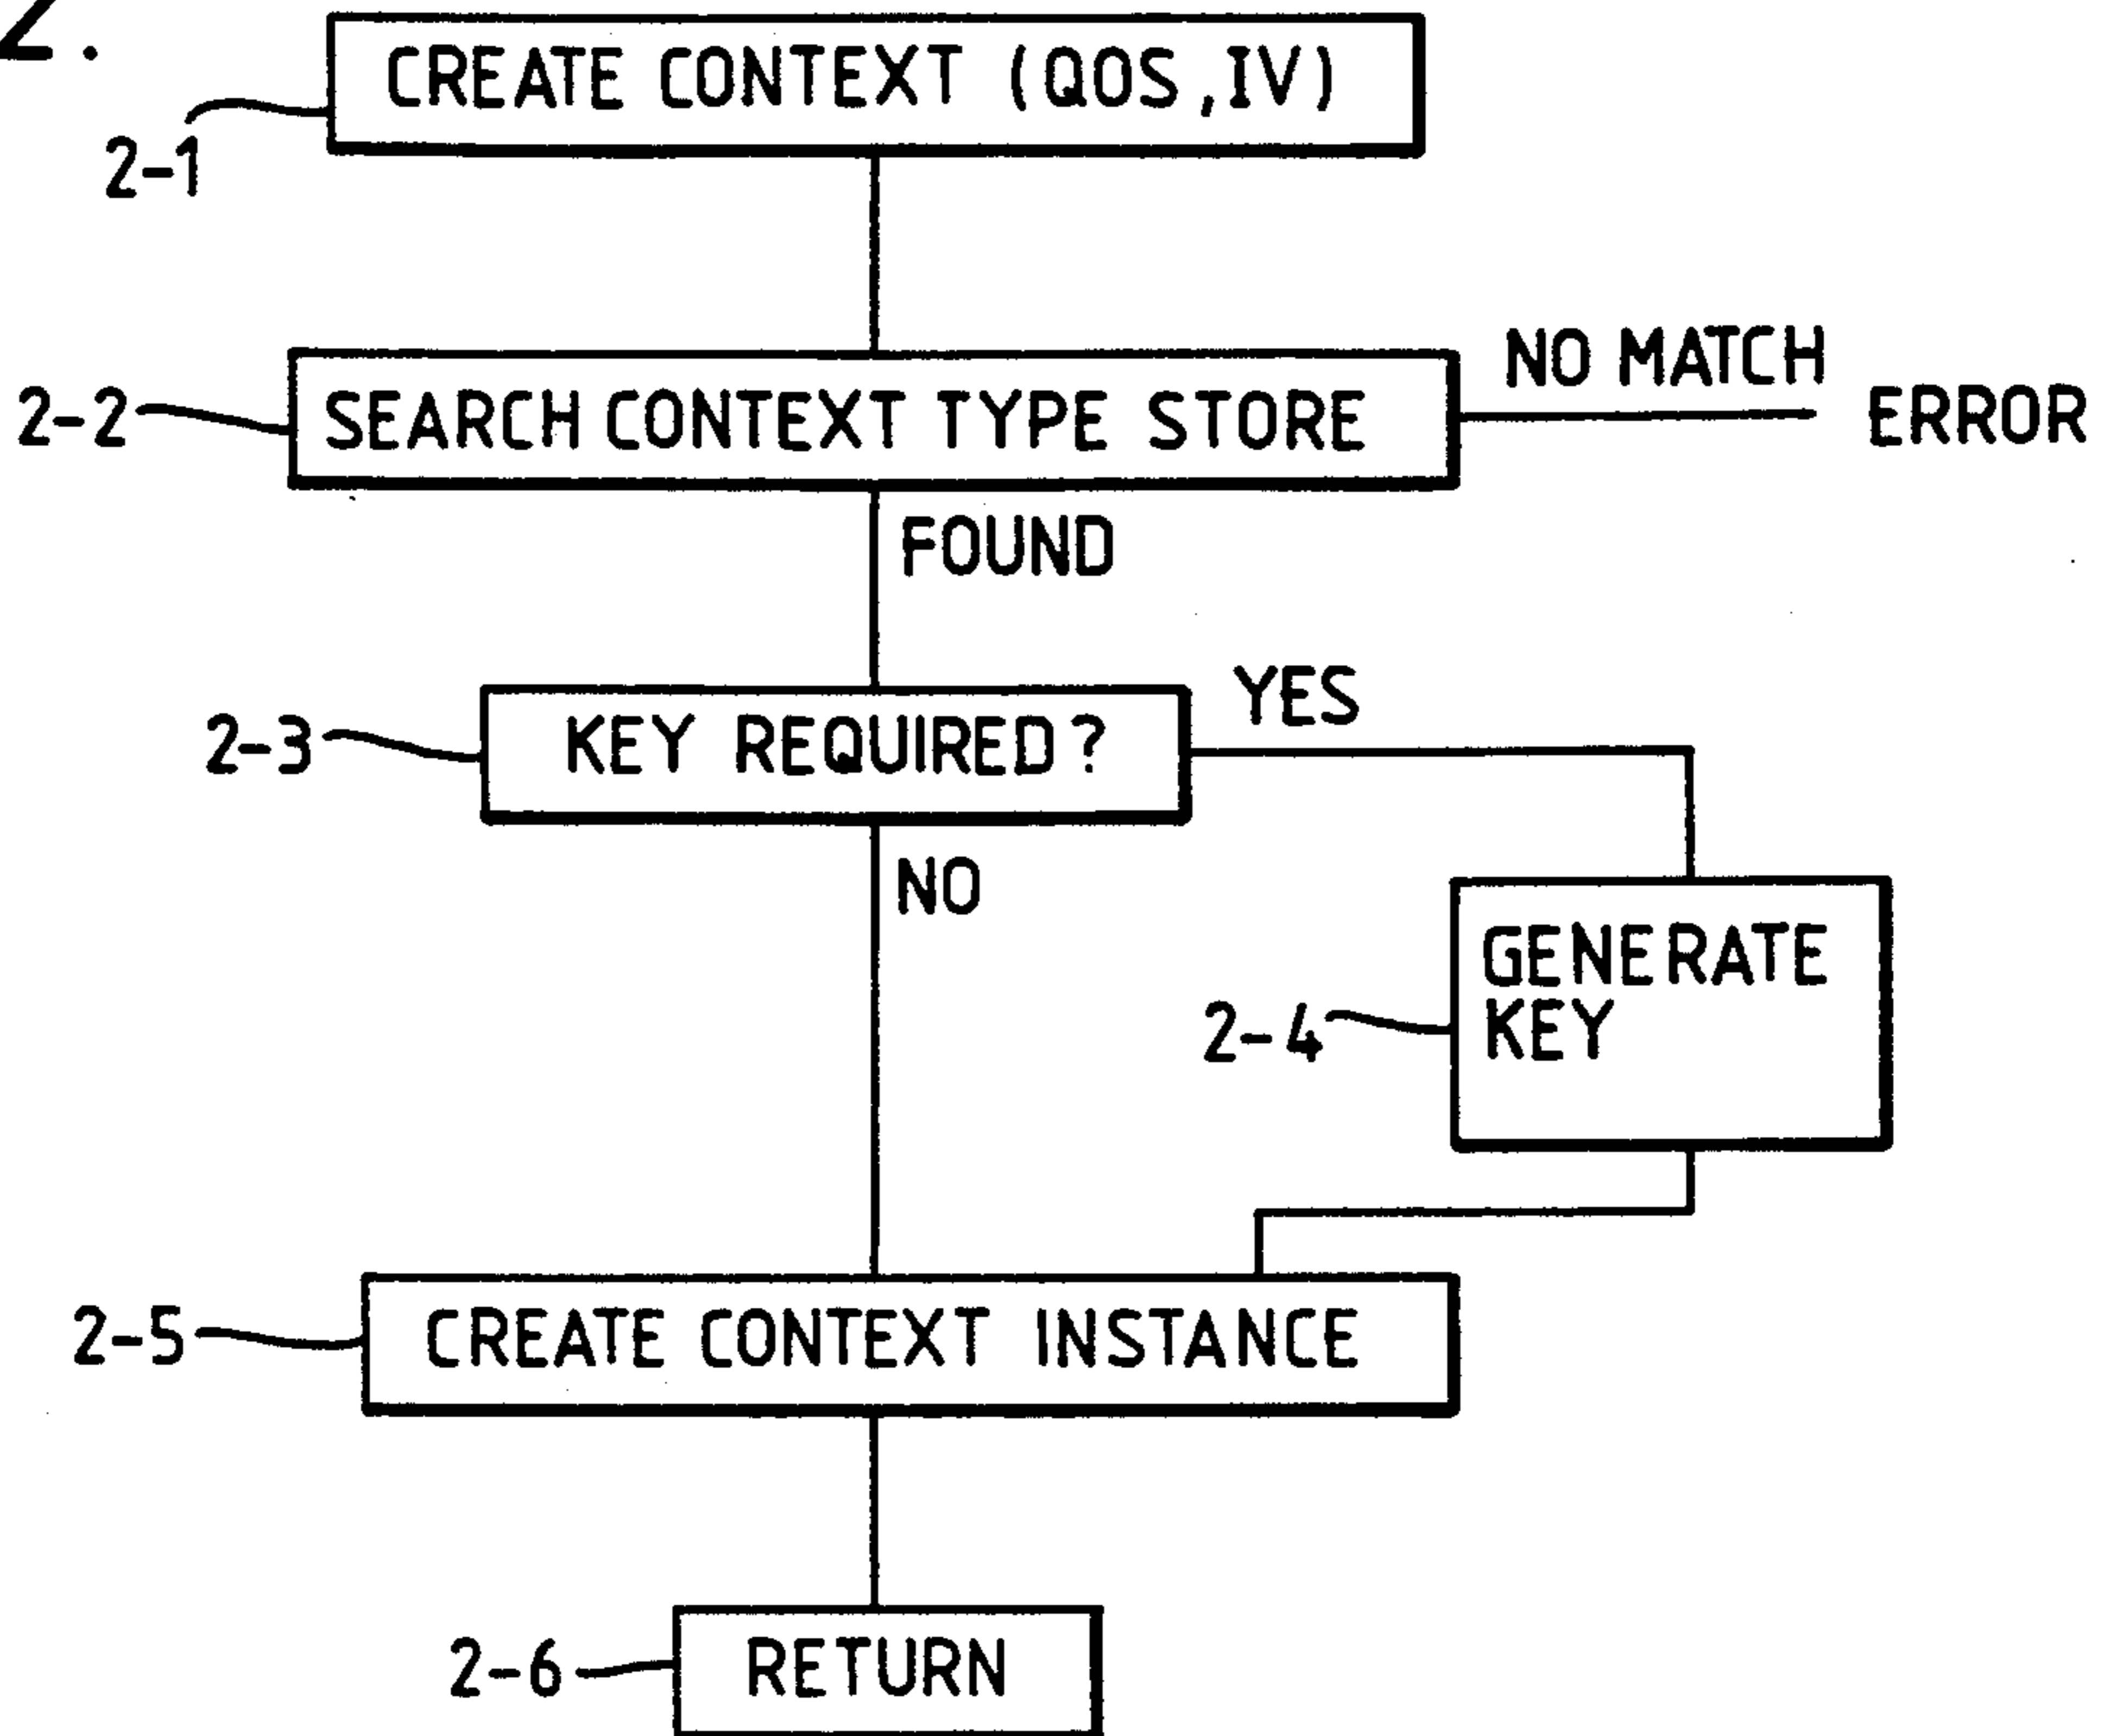 2.
CREATE CONTEXT (QOS,IV)
2-1
NO MATCH
2-2
SEARCH CONTEXT TYPE STORE
ERROR
FOUND
YES
2-3
KEY REQUIRED?
NO
GENERATE
KEY
2-4
2-5
CREATE CONTEXT INSTANCE
2-6
RETURN